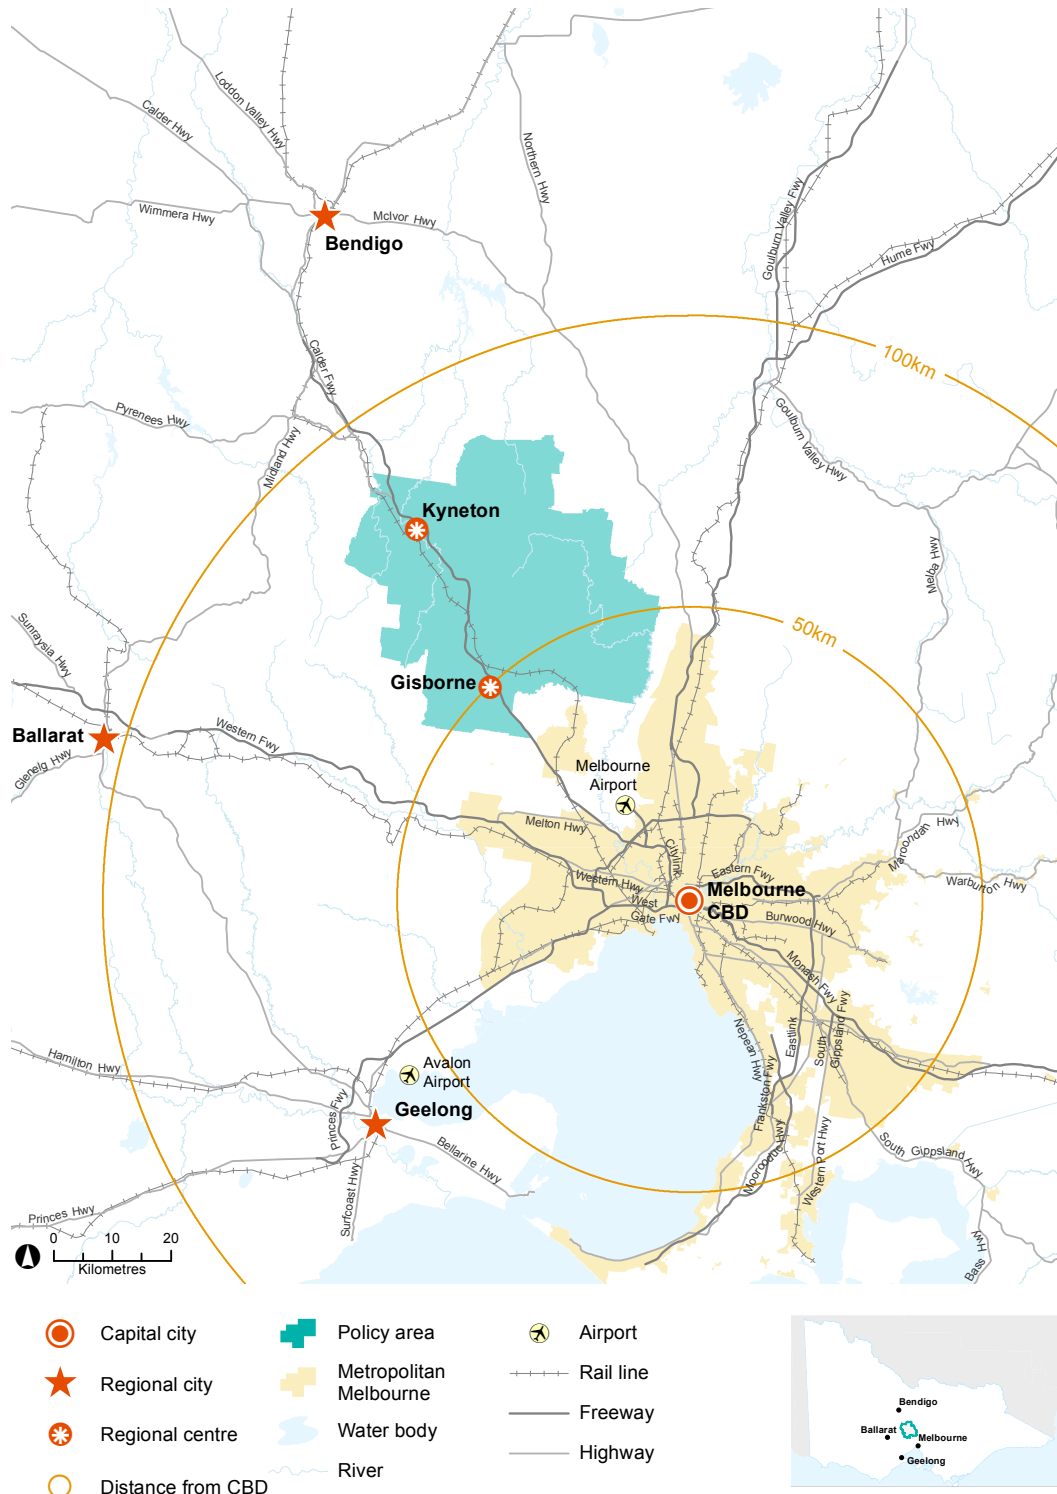 Loddon Valley Hwy
Calder Hwy
Northern Hwy
Wimmera Hwy
McIvor Hwy
Bendigo
Goulburn Valley Fwy
Hume Fwy
100km
Calder Fwy
Pyrenees Hwy
Midland Hwy
Goulburn Valley Hwy
Kyneton
Melba Hwy
50km
Sunraysia Hwy
Gisborne
Ballarat
Western Fwy
Glenelg Hwy
Melbourne
Airport
Melton Hwy
Citylink
Maroondah Hwy
Eastern Fwy
Western Hwy
Warburton Hwy
Melbourne
CBD
West
Gate Fwy
Burwood Hwy
Monash Fwy
Nepean Hwy
Eastlink
South
Gippsland Fwy
Hamilton Hwy
Avalon
Airport
Frankston Fwy
Geelong
Princes Fwy
Bellarine Hwy
Moorooduc Hwy
Western Port Hwy
South Gippsland Hwy
Surfcoast Hwy
Princes Hwy
Bass Hwy
0 10 20
Kilometres
Capital city
Policy area
Airport
Regional city
Metropolitan
Melbourne
Rail line
Regional centre
Water body
Freeway
Distance from CBD
River
Highway
Bendigo
Ballarat
Melbourne
Geelong